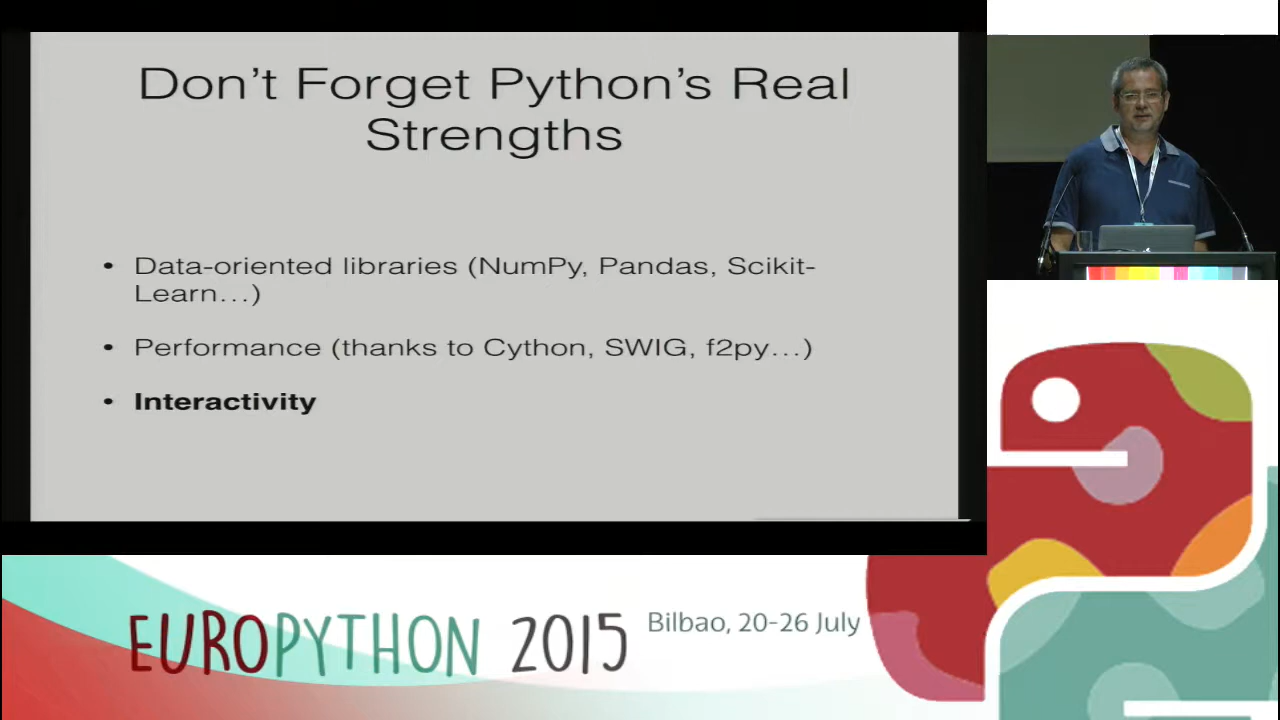 Don't Forget Python's Real
Strengths
• Data-oriented libraries (NumPy, Pandas, Scikit-
Learn…)
• Performance (thanks to Cython, SWIG, f2py…)
• Interactivity
EUROPYTHON 2015
Bilbao, 20-26 July